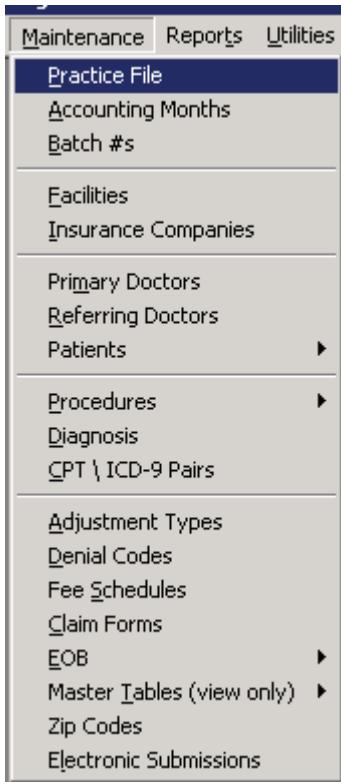 Maintenance Reports Utilities
Practice File
Accounting Months
Batch #s
Facilities
Insurance Companies
Primary Doctors
Referring Doctors
Patients
Procedures
Diagnosis
CPT \ ICD-9 Pairs
Adjustment Types
Denial Codes
Fee Schedules
Claim Forms
EOB
Master Tables (view only)
Zip Codes
Electronic Submissions